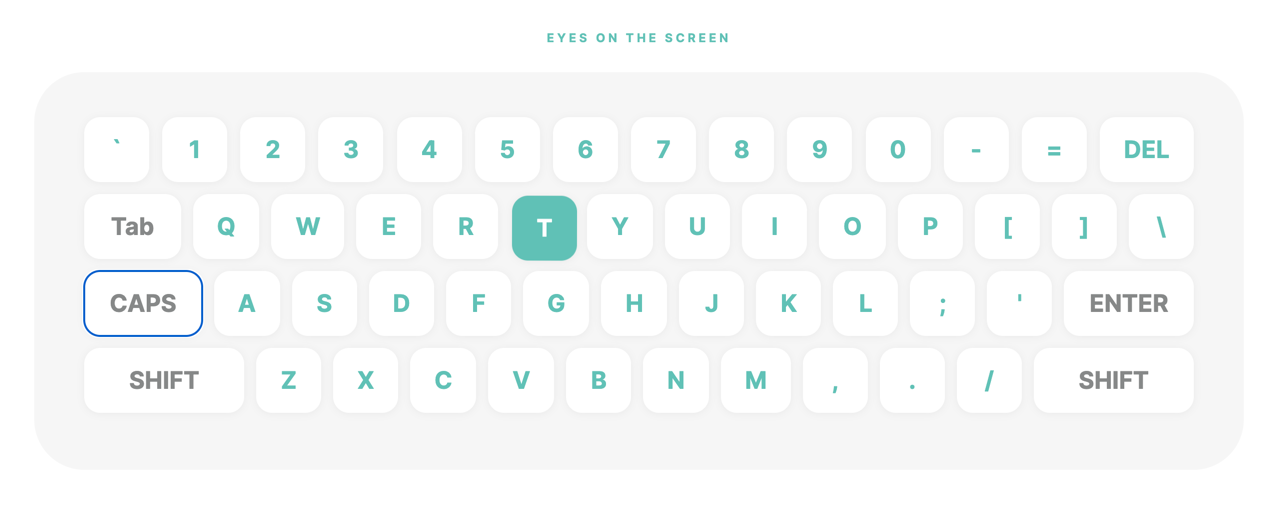 EYES ON THE SCREEN
` 1 2 3 4 5 6 7 8 9 0 - = DEL
Tab Q W E R T Y U I O P [ ] \
CAPS A S D F G H J K L ; ' ENTER
SHIFT Z X C V B N M , . / SHIFT